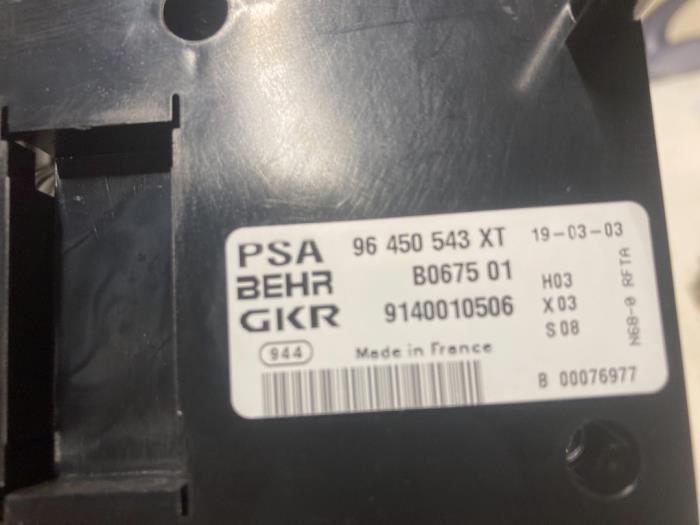 PSA 96 450 543 XT 19-03-03
BEHR B0675 01 H03
GKR 9140010506 X03
S08
N68-0 RFTA
944 Made in France
B 00076977